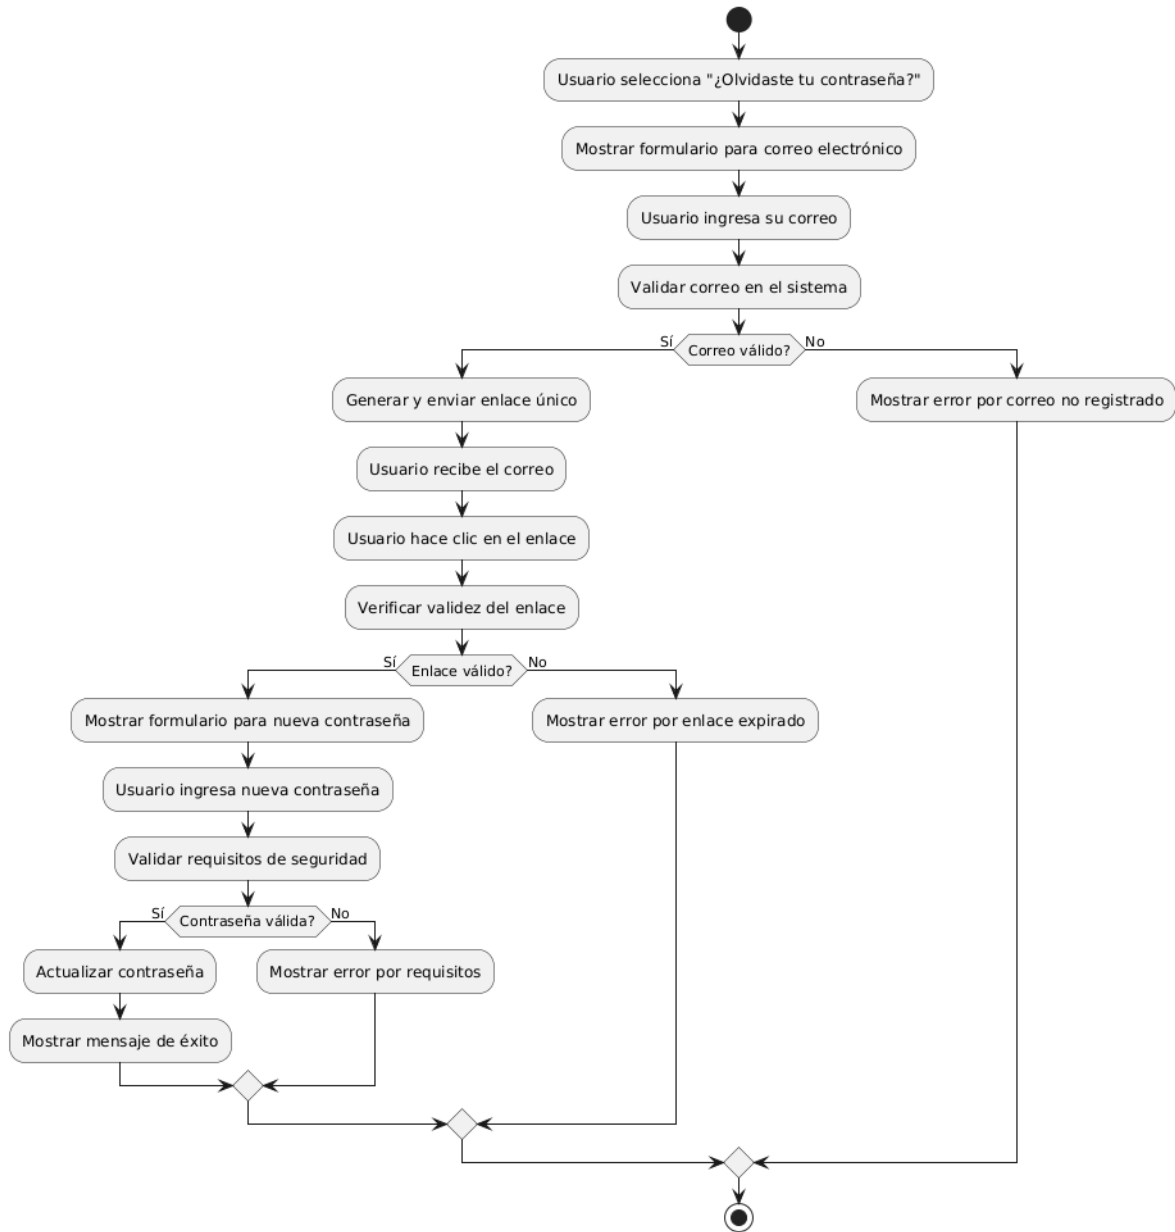 Usuario selecciona "¿Olvidaste tu contraseña?"
Mostrar formulario para correo electrónico
Usuario ingresa su correo
Validar correo en el sistema
Sí
Correo válido?
No
Generar y enviar enlace único
Mostrar error por correo no registrado
Usuario recibe el correo
Usuario hace clic en el enlace
Verificar validez del enlace
Sí
Enlace válido?
No
Mostrar formulario para nueva contraseña
Mostrar error por enlace expirado
Usuario ingresa nueva contraseña
Validar requisitos de seguridad
Sí
Contraseña válida?
No
Actualizar contraseña
Mostrar error por requisitos
Mostrar mensaje de éxito